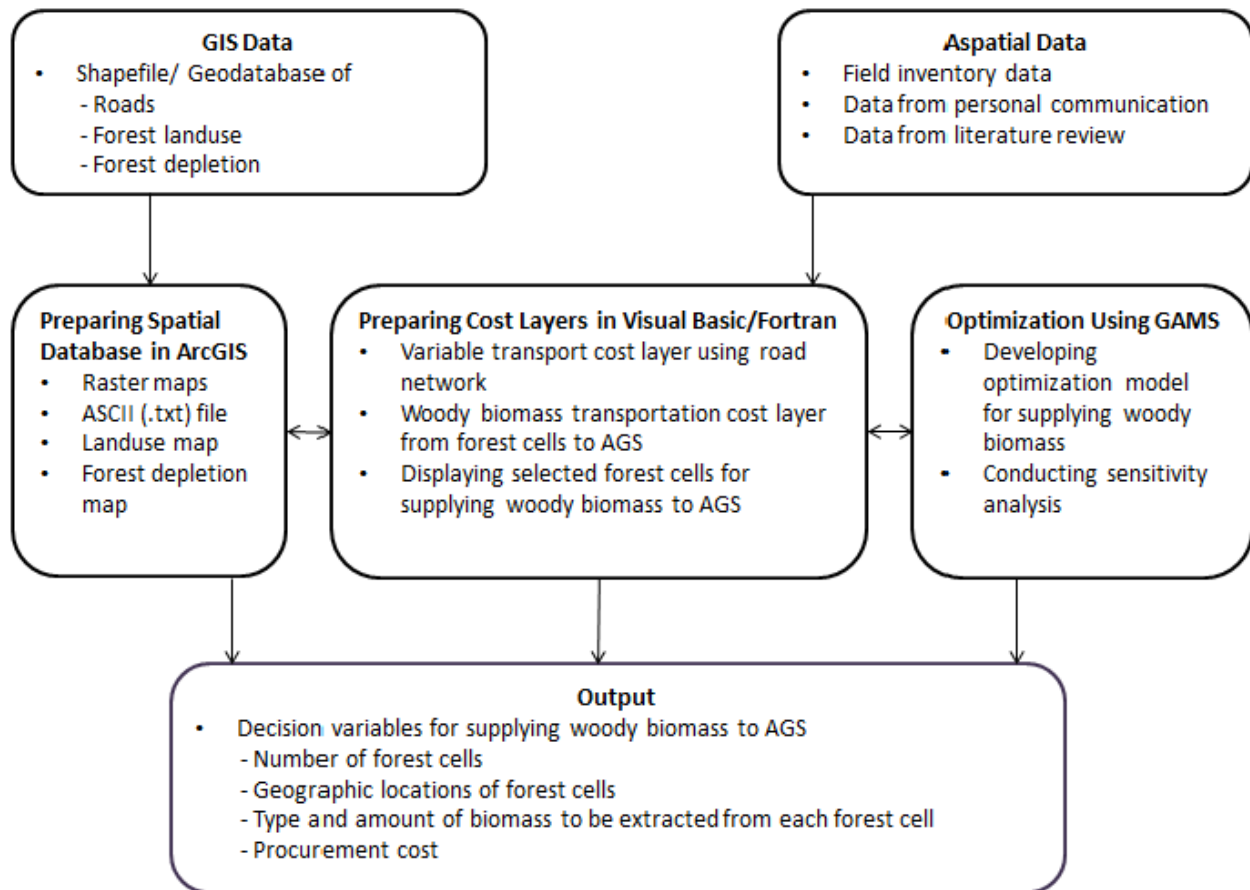 GIS Data
• Shapefile/ Geodatabase of
- Roads
- Forest landuse
- Forest depletion
Aspatial Data
• Field inventory data
• Data from personal communication
• Data from literature review
Preparing Spatial
Database in ArcGIS
• Raster maps
• ASCII (.txt) file
• Landuse map
• Forest depletion
map
Preparing Cost Layers in Visual Basic/Fortran
• Variable transport cost layer using road
network
• Woody biomass transportation cost layer
from forest cells to AGS
• Displaying selected forest cells for
supplying woody biomass to AGS
Optimization Using GAMS
• Developing
optimization model
for supplying woody
biomass
• Conducting sensitivity
analysis
Output
• Decision variables for supplying woody biomass to AGS
- Number of forest cells
- Geographic locations of forest cells
- Type and amount of biomass to be extracted from each forest cell
- Procurement cost